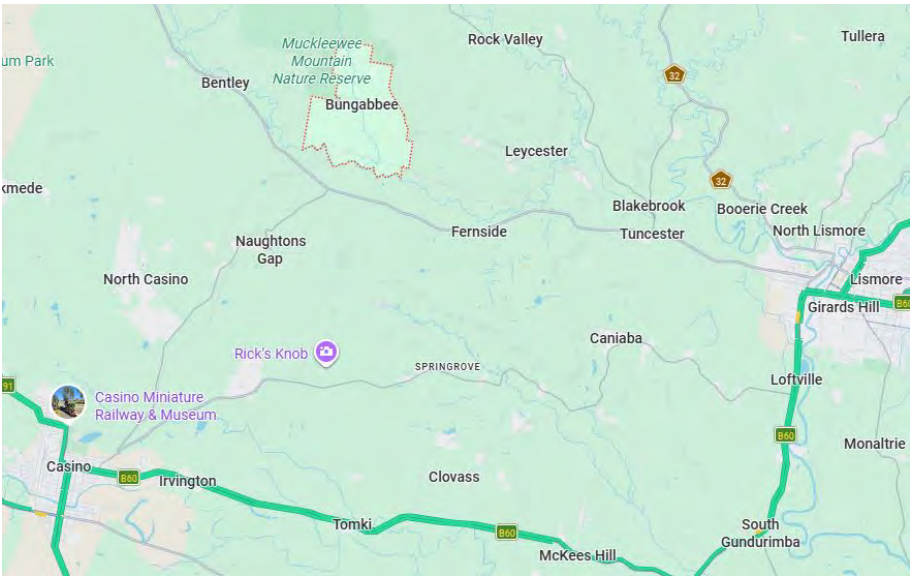 Muckleewee
Mountain
Nature Reserve
Rock Valley
Tullera
um Park
32
Bentley
Bungabbee
Leycester
32
kmede
Blakebrook
Booerie Creek
Fernside
Tuncester
North Lismore
Naughtons
Gap
North Casino
Lismore
B60
Girards Hill
Caniaba
Rick's Knob
SPRINGROVE
Loftville
91
Casino Miniature
Railway & Museum
B60
Monaltrie
Casino
B60
Irvington
Clovass
Tomki
B60
South
Gundurimba
McKees Hill